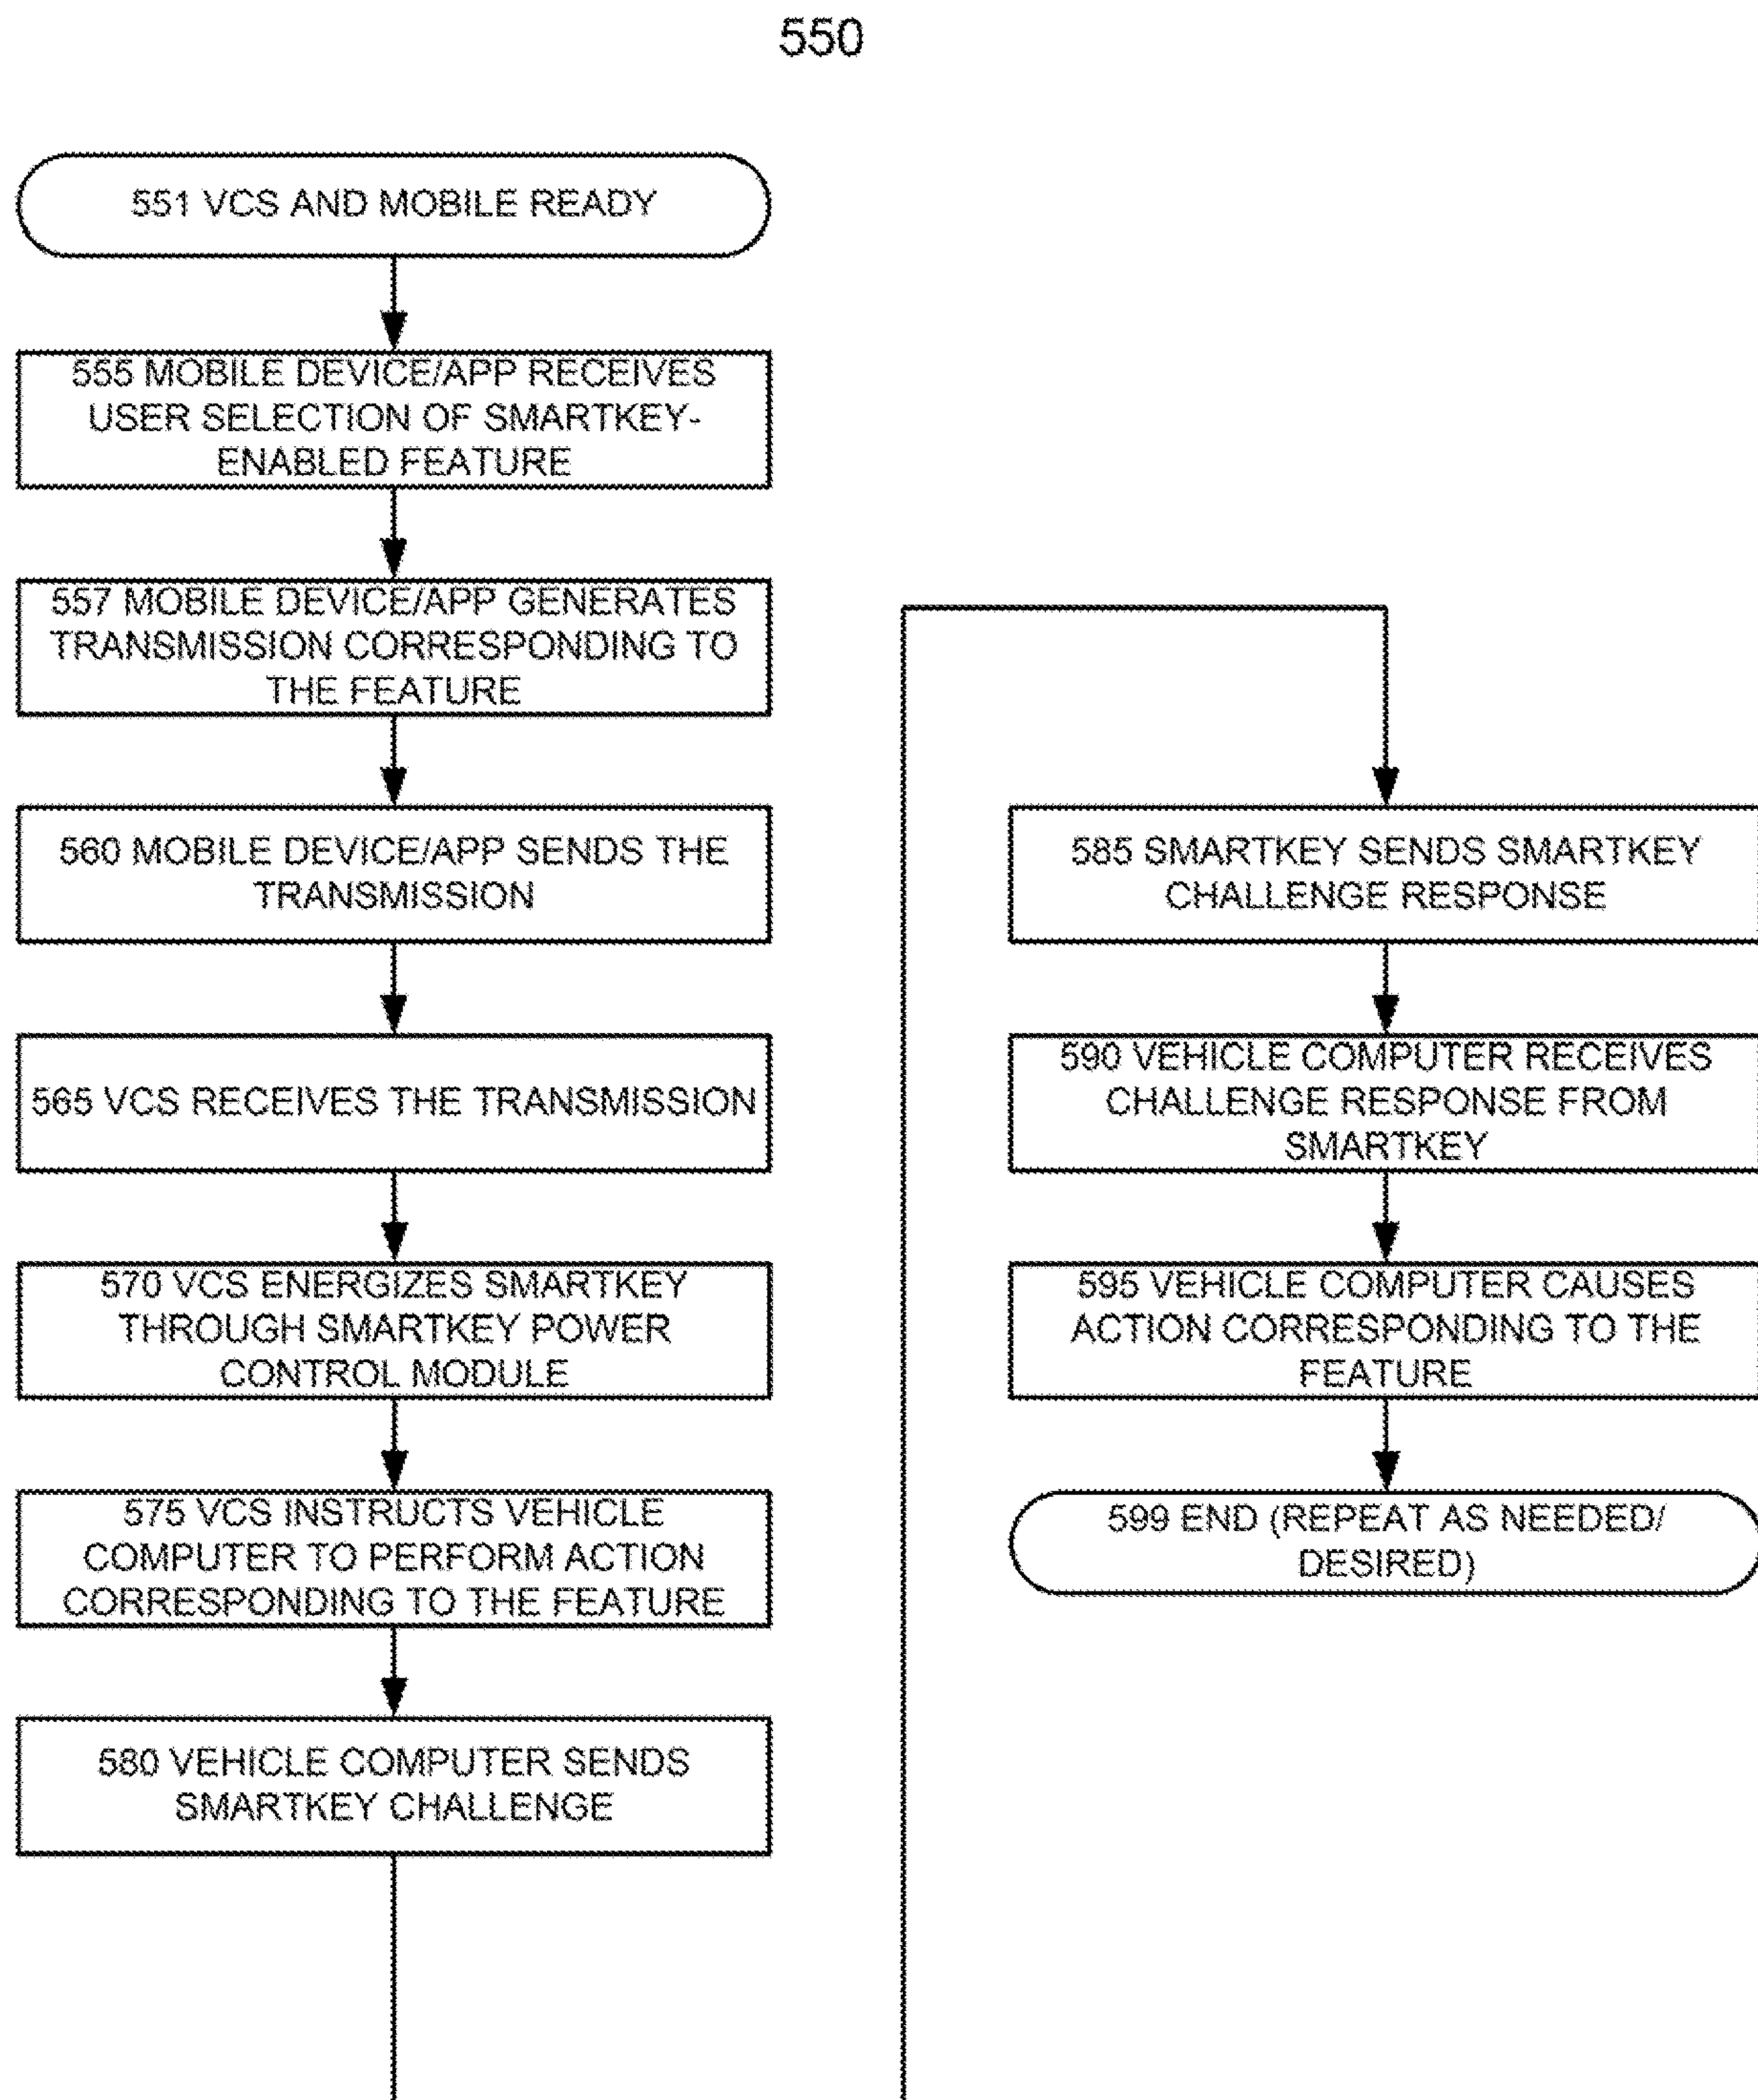 550
551 VCS AND MOBILE READY
555 MOBILE DEVICE/APP RECEIVES
USER SELECTION OF SMARTKEY-
ENABLED FEATURE
557 MOBILE DEVICE/APP GENERATES
TRANSMISSION CORRESPONDING TO
THE FEATURE
560 MOBILE DEVICE/APP SENDS THE
TRANSMISSION
565 VCS RECEIVES THE TRANSMISSION
570 VCS ENERGIZES SMARTKEY
THROUGH SMARTKEY POWER
CONTROL MODULE
575 VCS INSTRUCTS VEHICLE
COMPUTER TO PERFORM ACTION
CORRESPONDING TO THE FEATURE
580 VEHICLE COMPUTER SENDS
SMARTKEY CHALLENGE
585 SMARTKEY SENDS SMARTKEY
CHALLENGE RESPONSE
590 VEHICLE COMPUTER RECEIVES
CHALLENGE RESPONSE FROM
SMARTKEY
595 VEHICLE COMPUTER CAUSES
ACTION CORRESPONDING TO THE
FEATURE
599 END (REPEAT AS NEEDED/
DESIRED)